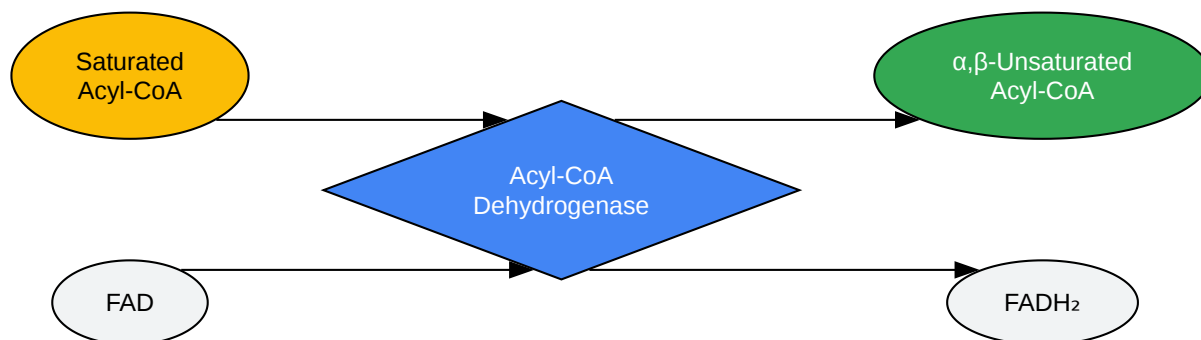 Saturated
Acyl-CoA
α,β-Unsaturated
Acyl-CoA
Acyl-CoA
Dehydrogenase
FAD
FADH₂